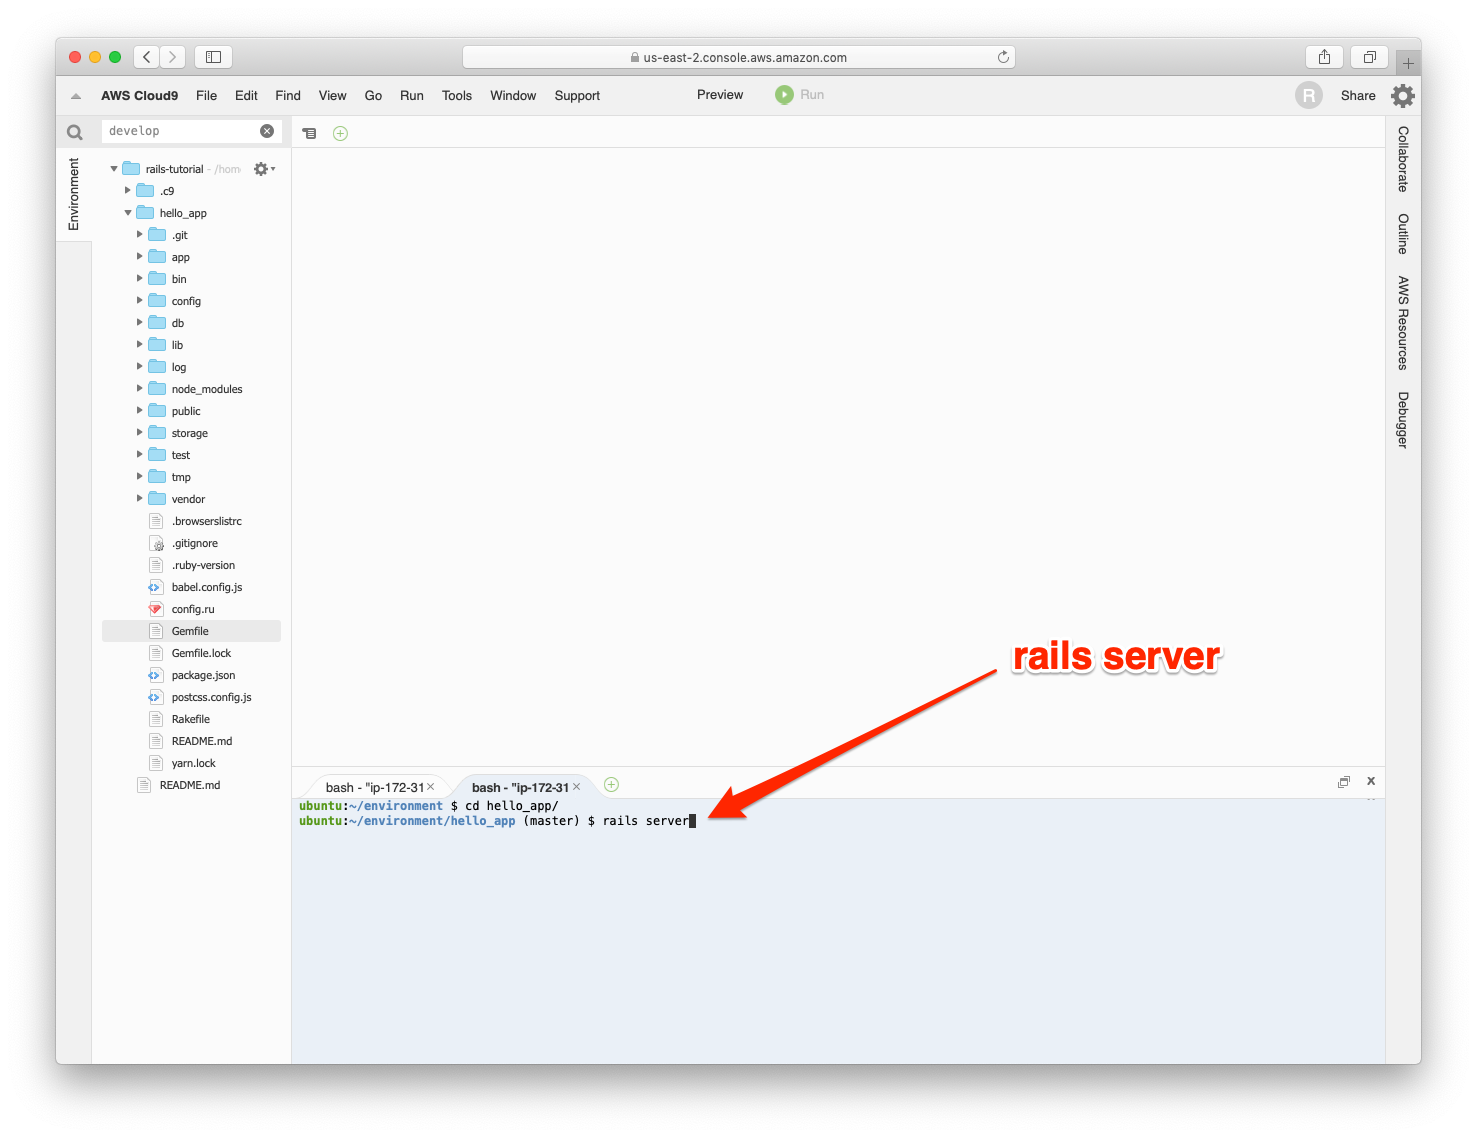 us-east-2.console.aws.amazon.com
AWS Cloud9 File Edit Find View Go Run Tools Window Support Preview Run R Share
develop
Environment
rails-tutorial - /hom
.c9
hello_app
.git
app
bin
config
db
lib
log
node_modules
public
storage
test
tmp
vendor
.browserslistrc
.gitignore
.ruby-version
babel.config.js
config.ru
Gemfile
Gemfile.lock
package.json
postcss.config.js
Rakefile
README.md
yarn.lock
README.md
rails server
bash - "ip-172-31 bash - "ip-172-31
ubuntu:~/environment $ cd hello_app/
ubuntu:~/environment/hello_app (master) $ rails server
Collaborate
Outline
AWS Resources
Debugger